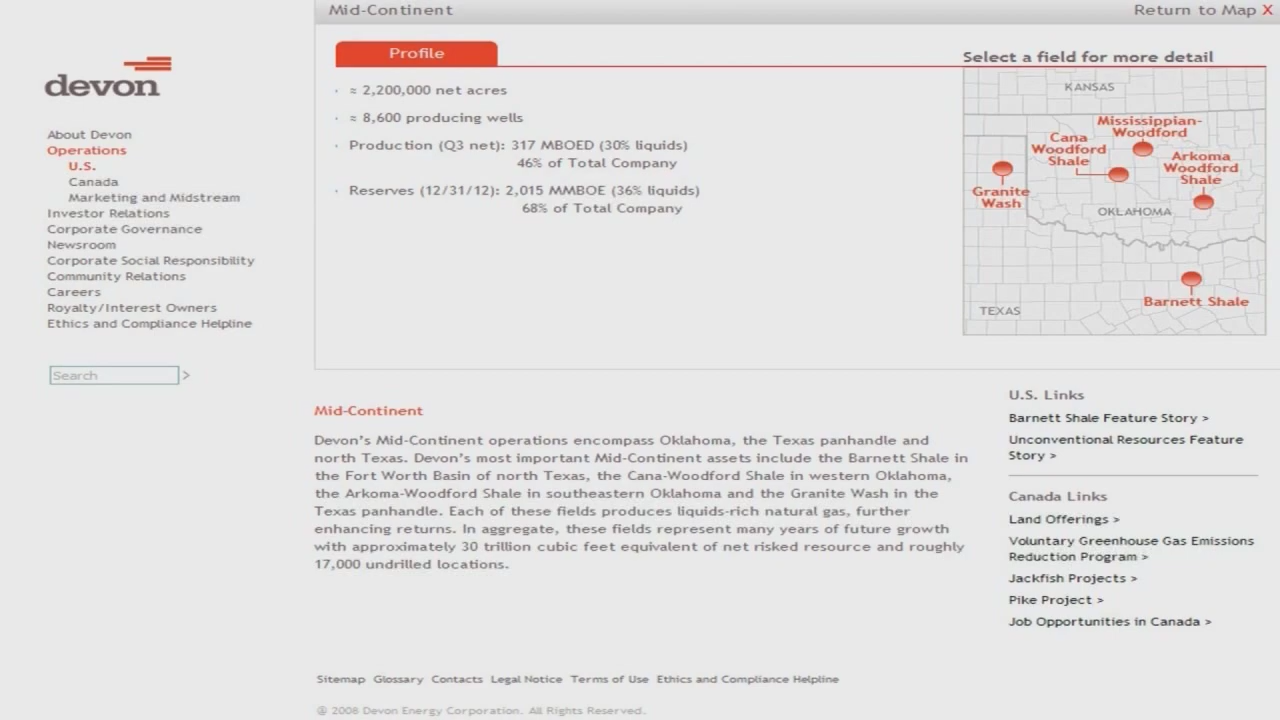 Mid-Continent
Return to Map X
devon
About Devon
Operations
U.S.
Canada
Marketing and Midstream
Investor Relations
Corporate Governance
Newsroom
Corporate Social Responsibility
Community Relations
Careers
Royalty/Interest Owners
Ethics and Compliance Helpline
Search >
Profile
≈ 2,200,000 net acres
≈ 8,600 producing wells
Production (Q3 net): 317 MBOED (30% liquids)
46% of Total Company
Reserves (12/31/12): 2,015 MMBOE (36% liquids)
68% of Total Company
Select a field for more detail
KANSAS
Mississippian-
Woodford
Cana
Woodford
Shale
Arkoma
Woodford
Shale
Granite
Wash
OKLAHOMA
Barnett Shale
TEXAS
Mid-Continent
Devon's Mid-Continent operations encompass Oklahoma, the Texas panhandle and
north Texas. Devon's most important Mid-Continent assets include the Barnett Shale in
the Fort Worth Basin of north Texas, the Cana-Woodford Shale in western Oklahoma,
the Arkoma-Woodford Shale in southeastern Oklahoma and the Granite Wash in the
Texas panhandle. Each of these fields produces liquids-rich natural gas, further
enhancing returns. In aggregate, these fields represent many years of future growth
with approximately 30 trillion cubic feet equivalent of net risked resource and roughly
17,000 undrilled locations.
U.S. Links
Barnett Shale Feature Story >
Unconventional Resources Feature
Story >
Canada Links
Land Offerings >
Voluntary Greenhouse Gas Emissions
Reduction Program >
Jackfish Projects >
Pike Project >
Job Opportunities in Canada >
Sitemap Glossary Contacts Legal Notice Terms of Use Ethics and Compliance Helpline
© 2008 Devon Energy Corporation. All Rights Reserved.